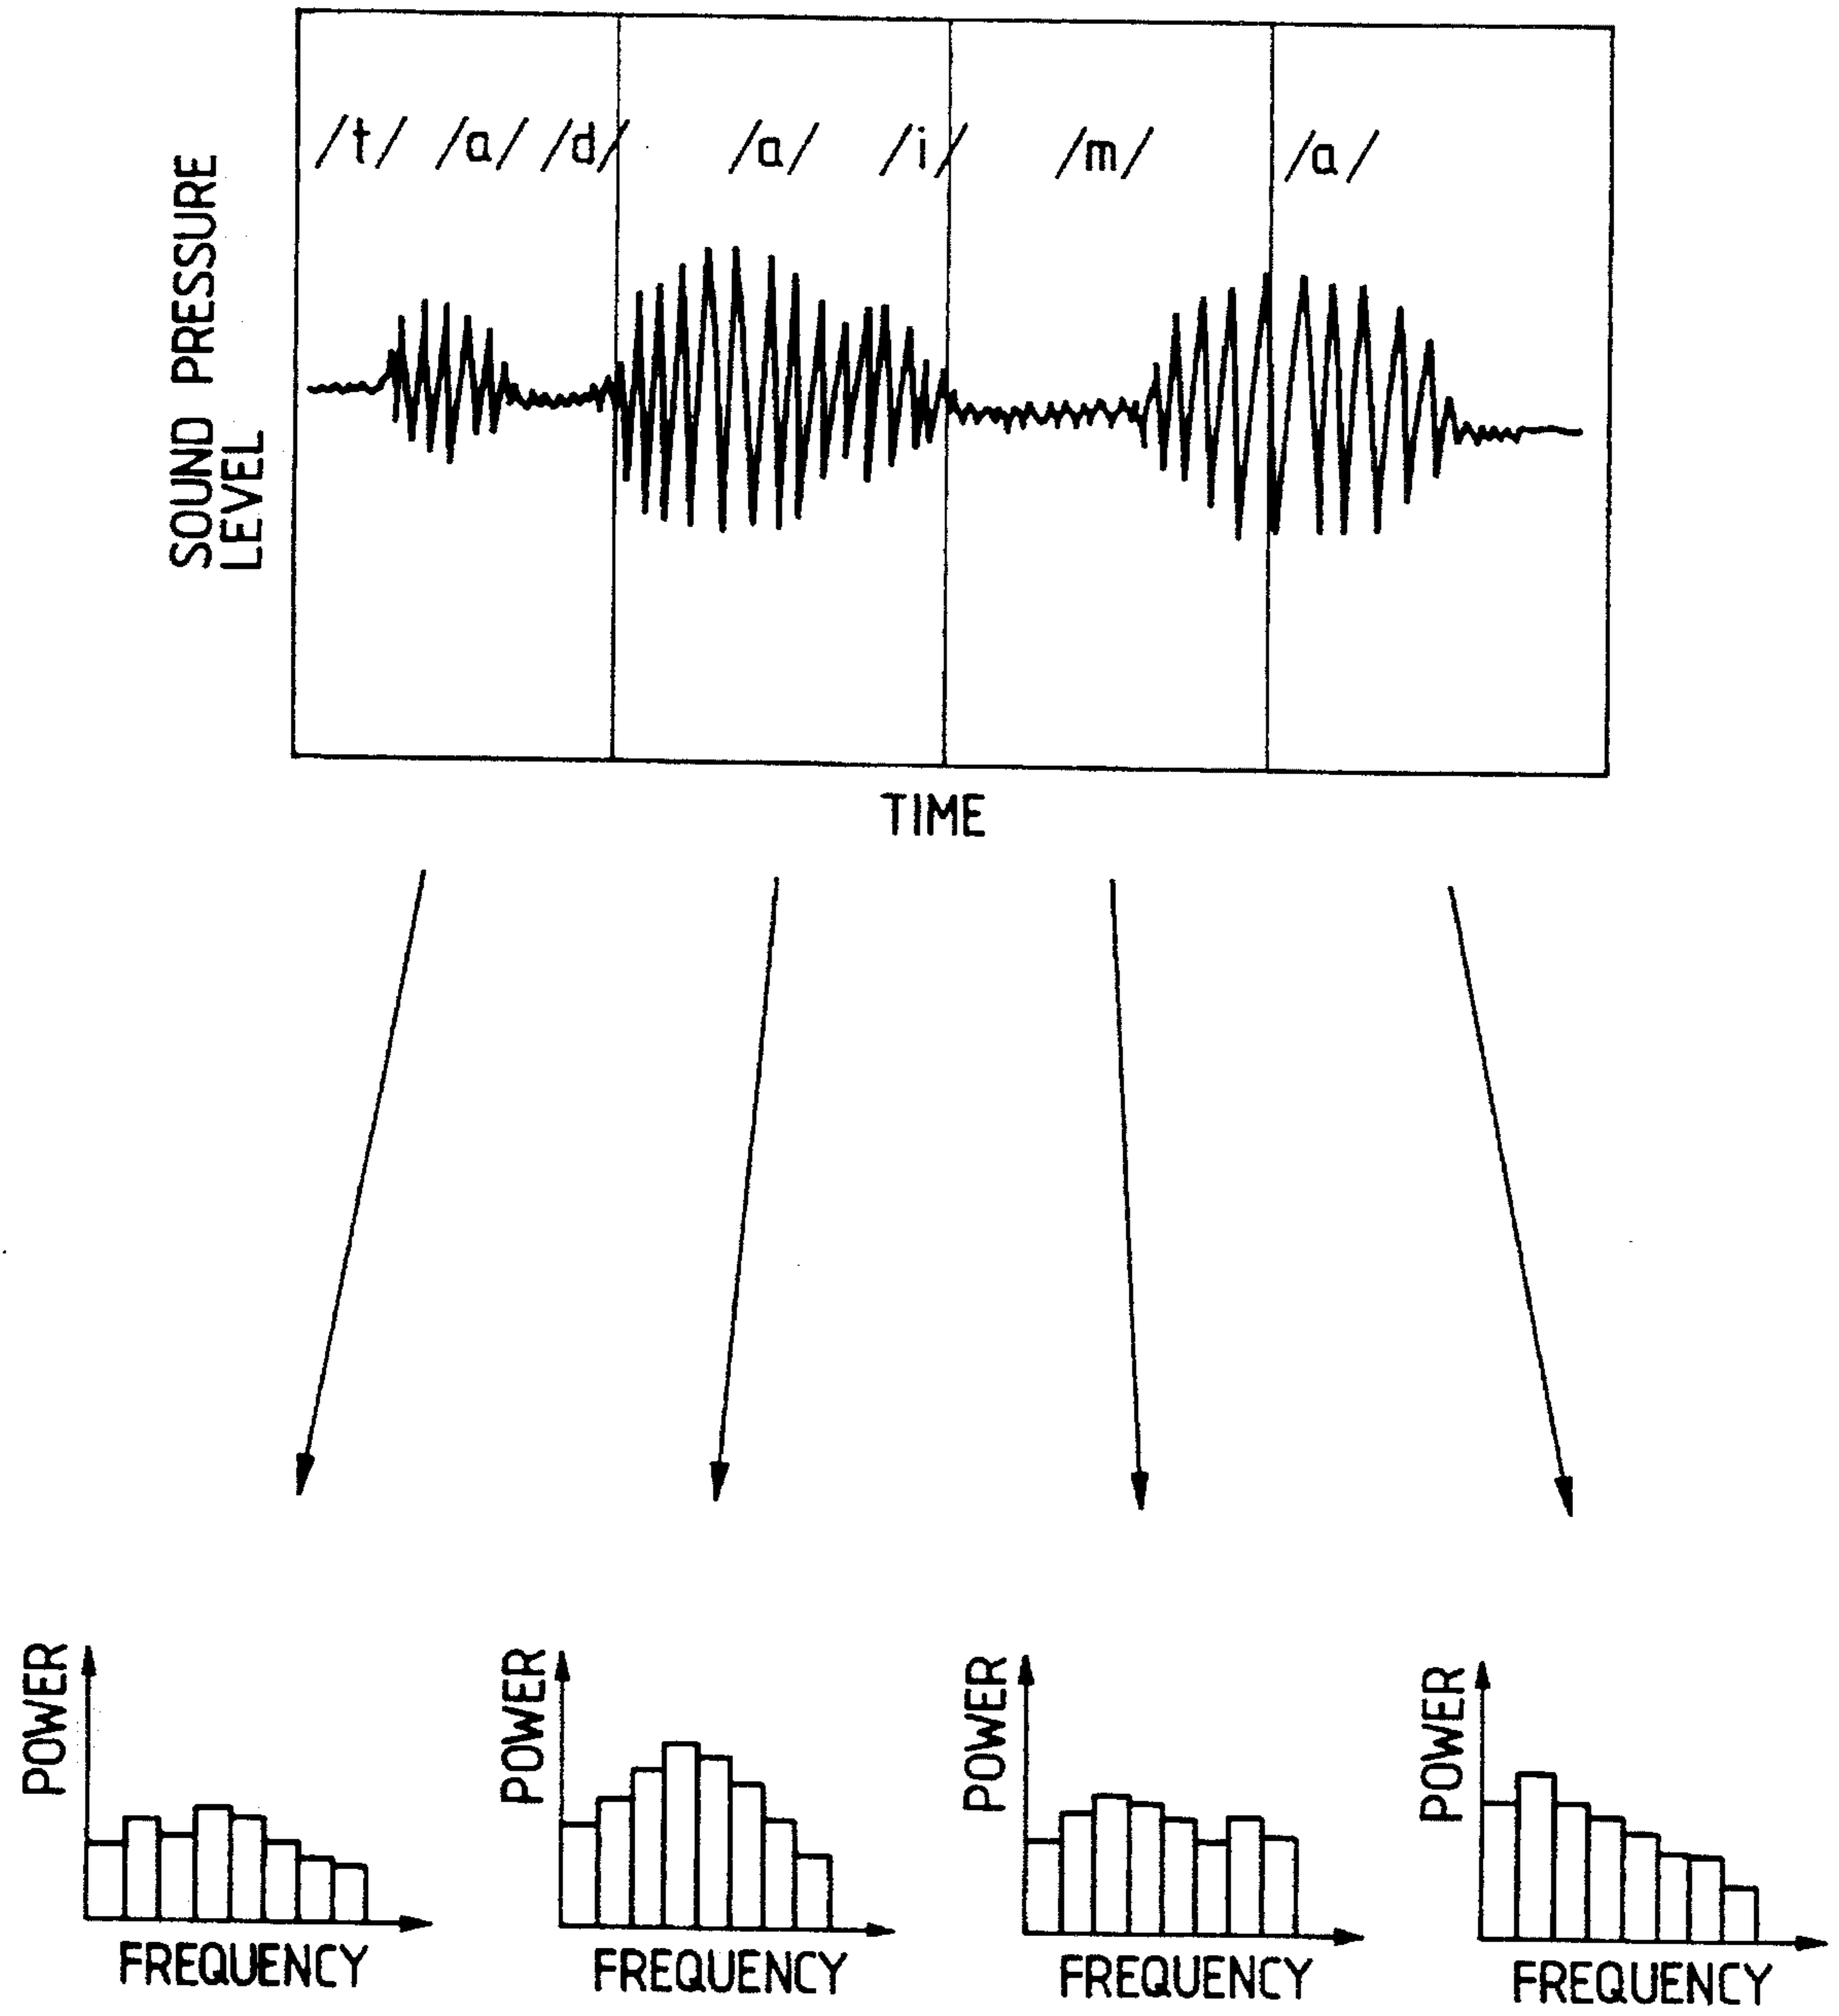 /t/ /a/ /d/ /a/ /i/ /m/ /a/
SOUND PRESSURE
LEVEL
TIME
POWER
POWER
POWER
POWER
FREQUENCY
FREQUENCY
FREQUENCY
FREQUENCY